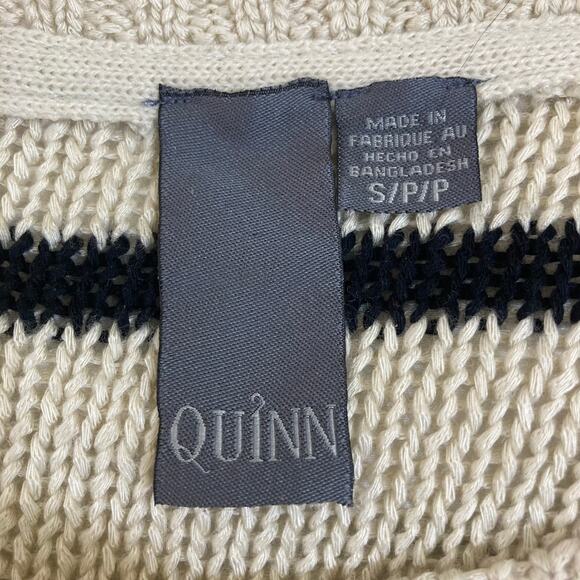 MADE IN
FABRIQUE AU
HECHO EN
BANGLADESH
S/P/P
QUINN